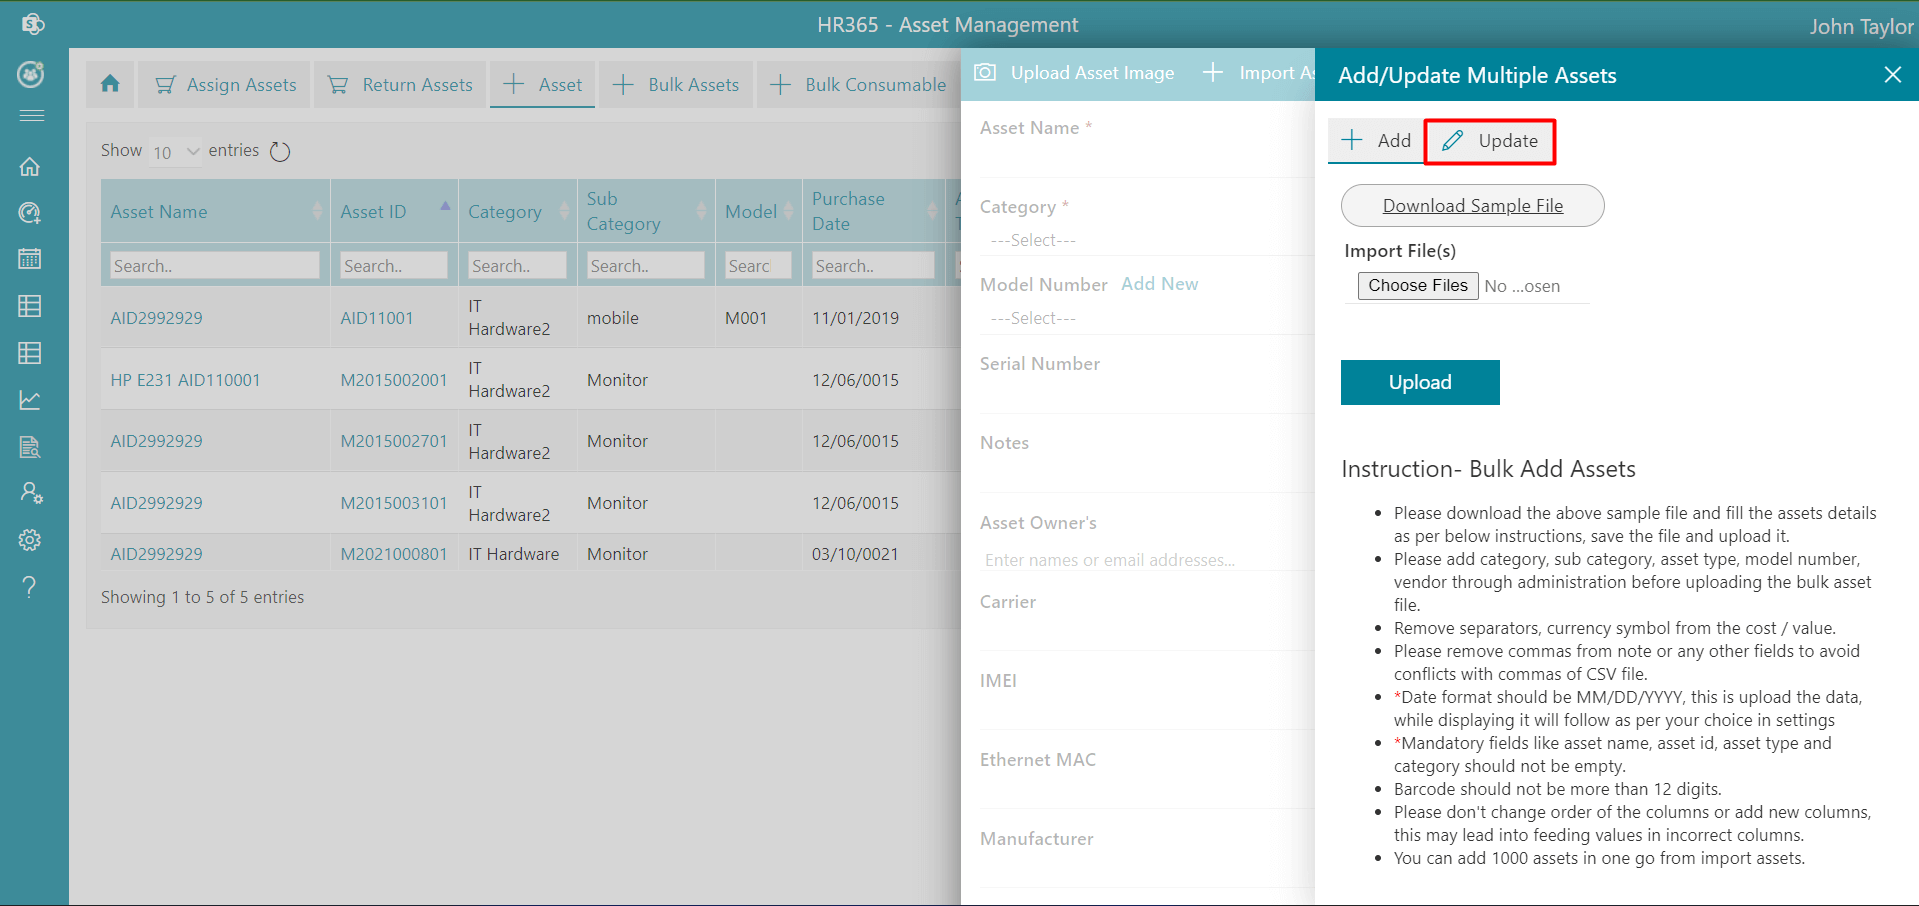 HR365 - Asset Management
John Taylor
Assign Assets
Return Assets
Asset
Bulk Assets
Bulk Consumable
Show 10 entries
Asset Name
Asset ID
Category
Sub
Category
Model
Purchase
Date
Search..
Search..
Search..
Search..
Searc
Search..
AID2992929
AID11001
IT
Hardware2
mobile
M001
11/01/2019
HP E231 AID110001
M2015002001
IT
Hardware2
Monitor
12/06/0015
AID2992929
M2015002701
IT
Hardware2
Monitor
12/06/0015
AID2992929
M2015003101
IT
Hardware2
Monitor
12/06/0015
AID2992929
M2021000801
IT Hardware
Monitor
03/10/0021
Showing 1 to 5 of 5 entries
Upload Asset Image
Import As
Asset Name *
Category *
---Select---
Model Number Add New
---Select---
Serial Number
Notes
Asset Owner's
Enter names or email addresses...
Carrier
IMEI
Ethernet MAC
Manufacturer
Add/Update Multiple Assets
Add
Update
Download Sample File
Import File(s)
Choose Files No ...osen
Upload
Instruction- Bulk Add Assets
• Please download the above sample file and fill the assets details
as per below instructions, save the file and upload it.
• Please add category, sub category, asset type, model number,
vendor through administration before uploading the bulk asset
file.
• Remove separators, currency symbol from the cost / value.
• Please remove commas from note or any other fields to avoid
conflicts with commas of CSV file.
• *Date format should be MM/DD/YYYY, this is upload the data,
while displaying it will follow as per your choice in settings
• *Mandatory fields like asset name, asset id, asset type and
category should not be empty.
• Barcode should not be more than 12 digits.
• Please don't change order of the columns or add new columns,
this may lead into feeding values in incorrect columns.
• You can add 1000 assets in one go from import assets.